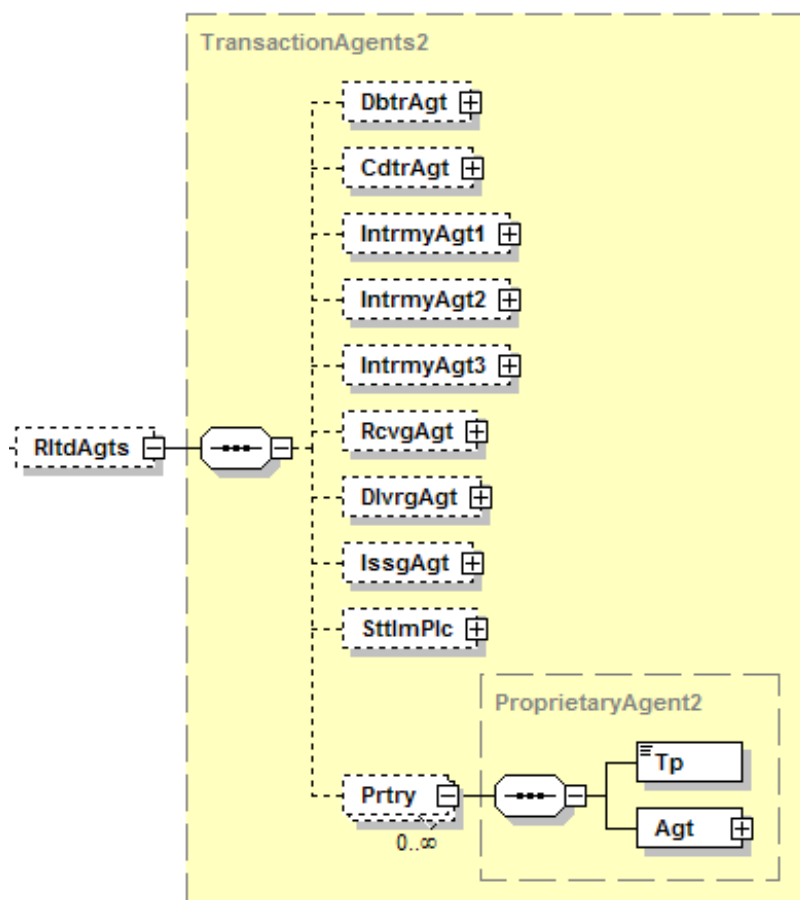 TransactionAgents2
DbtrAgt
CdtrAgt
IntrmyAgt1
IntrmyAgt2
IntrmyAgt3
RltdAgts
RcvgAgt
DlvrgAgt
IssgAgt
SttlmPlc
ProprietaryAgent2
Tp
Prtry
Agt
0..∞